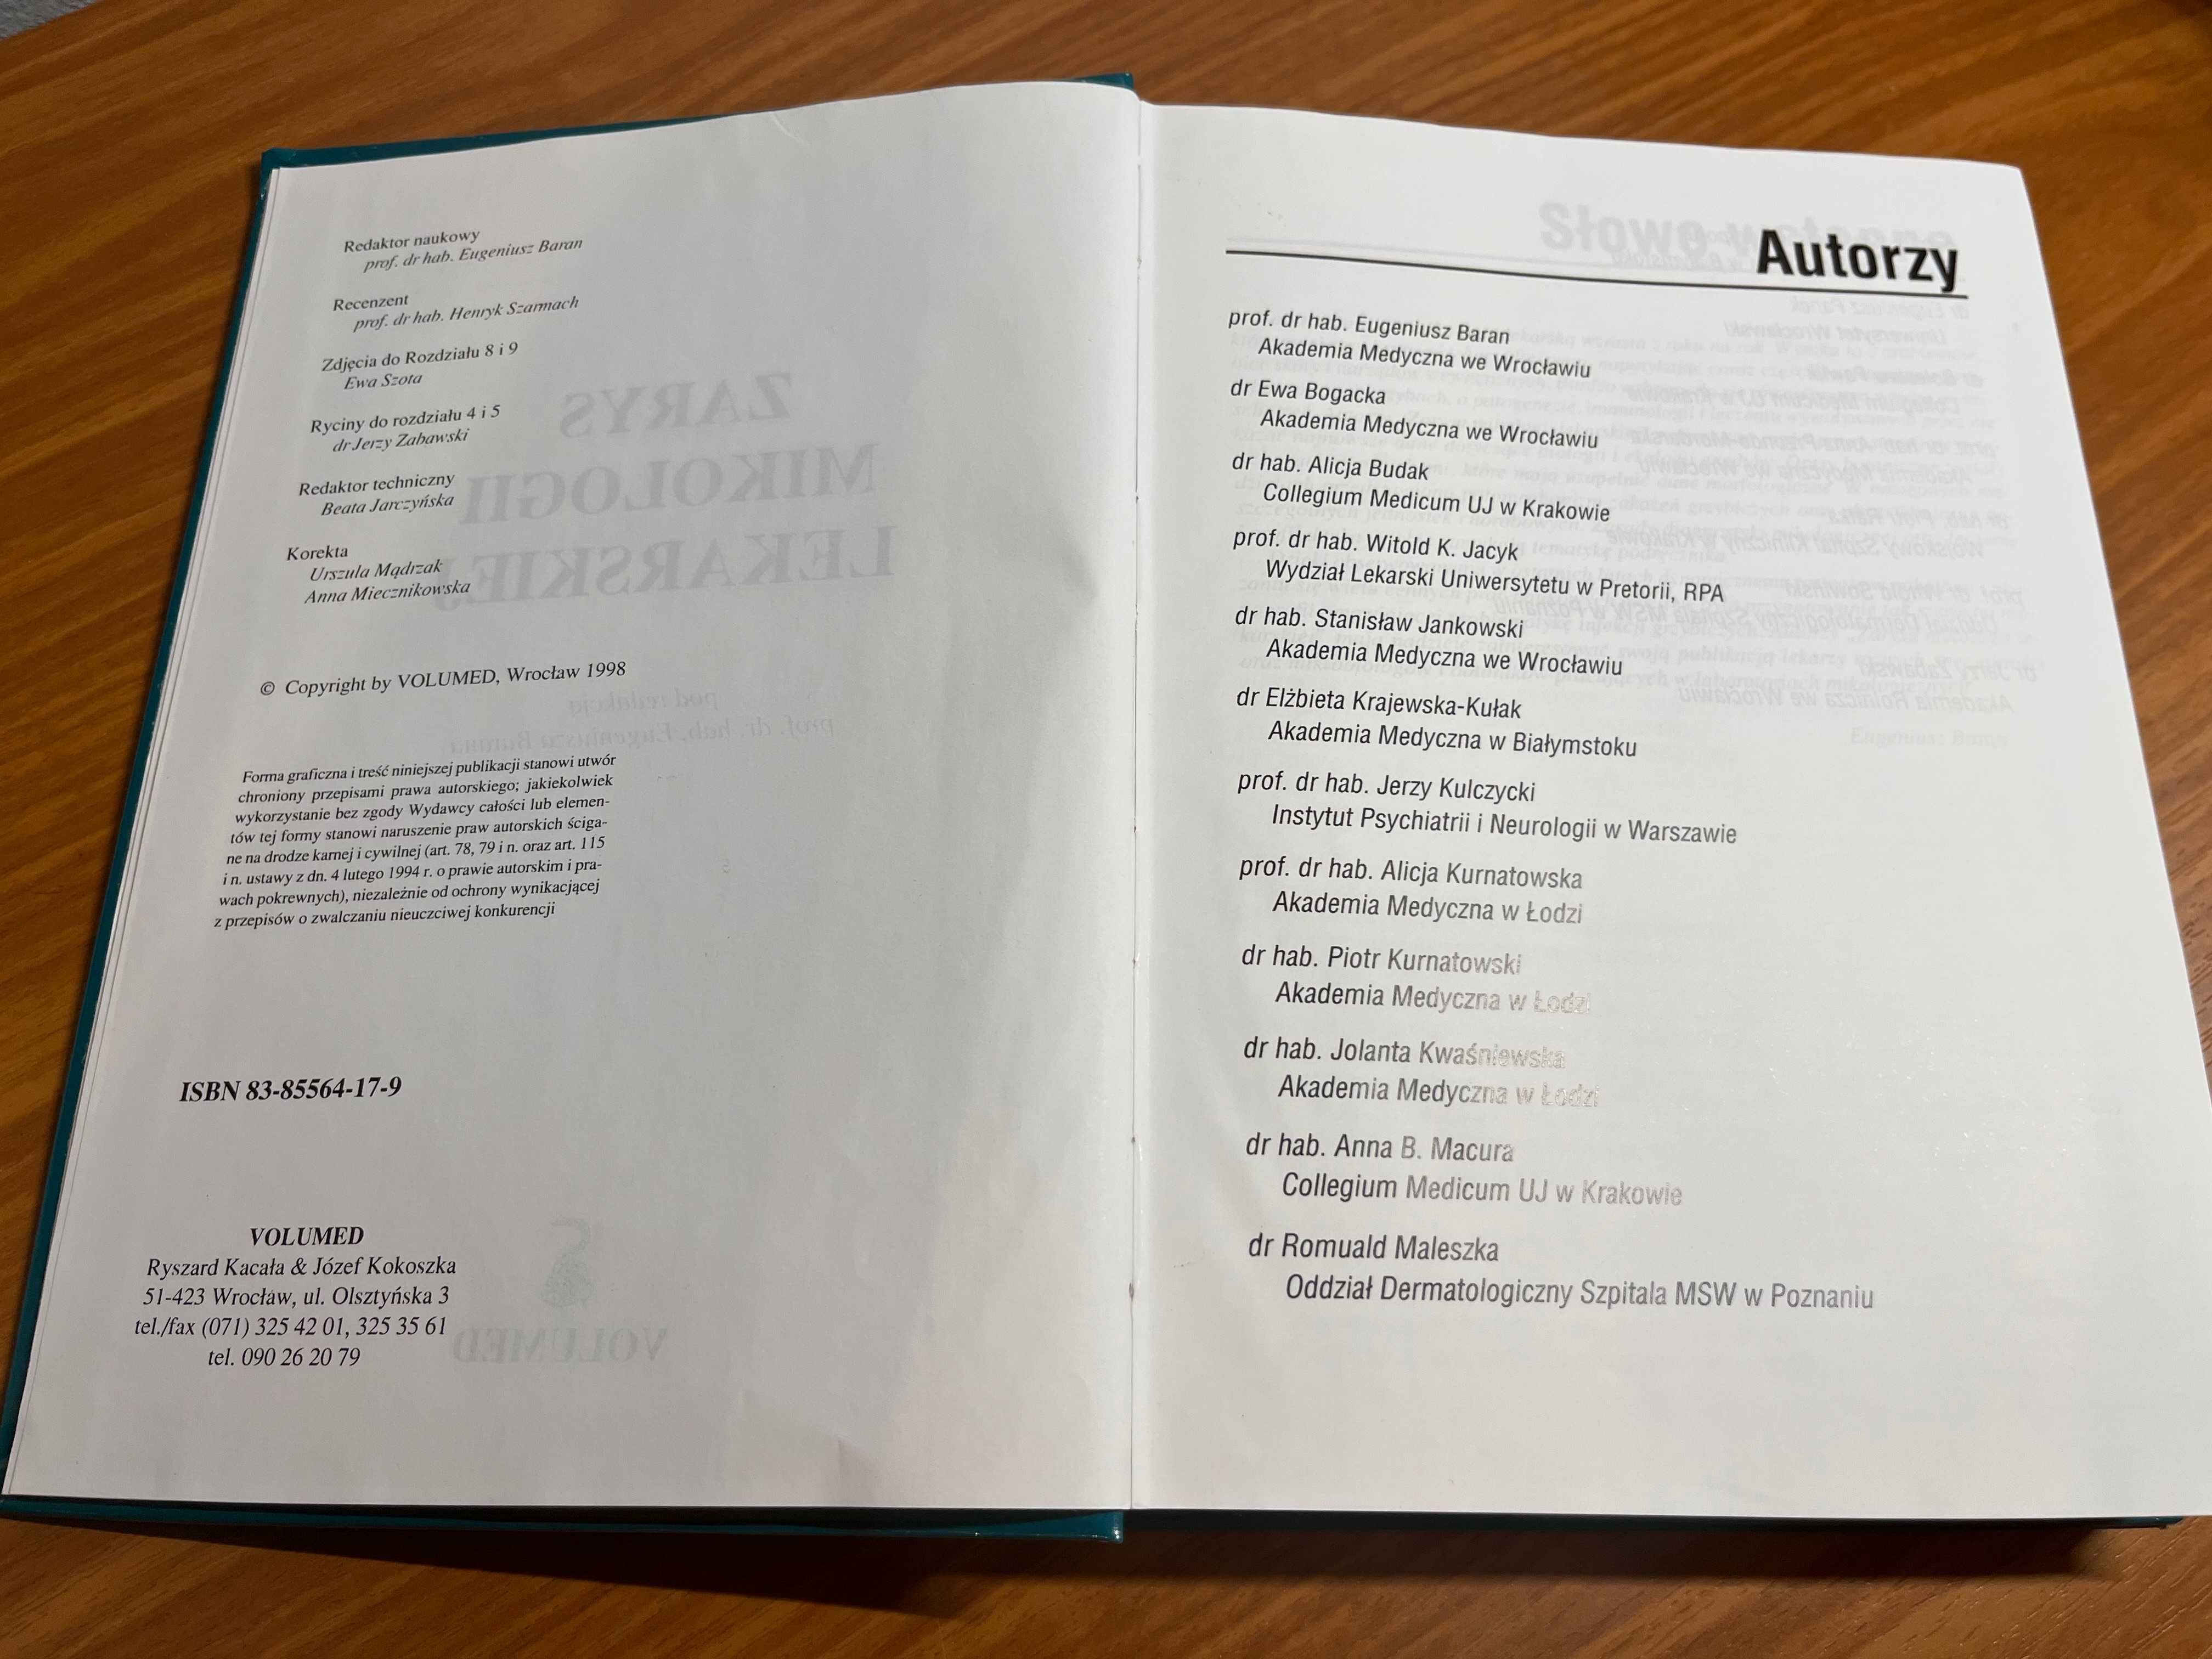 Redaktor naukowy
prof. dr hab. Eugeniusz Baran
Recenzent
prof. dr hab. Henryk Szarmach
Zdjęcia do Rozdziału 8 i 9
Ewa Szota
Ryciny do rozdziału 4 i 5
dr Jerzy Zabawski
Redaktor techniczny
Beata Jarczyńska
Korekta
Urszula Mądrzak
Anna Miecznikowska
© Copyright by VOLUMED, Wrocław 1998
Forma graficzna i treść niniejszej publikacji stanowi utwór
chroniony przepisami prawa autorskiego; jakiekolwiek
wykorzystanie bez zgody Wydawcy całości lub elemen-
tów tej formy stanowi naruszenie praw autorskich ściga-
ne na drodze karnej i cywilnej (art. 78, 79 i n. oraz art. 115
i n. ustawy z dn. 4 lutego 1994 r. o prawie autorskim i pra-
wach pokrewnych), niezależnie od ochrony wynikacjącej
z przepisów o zwalczaniu nieuczciwej konkurencji
ISBN 83-85564-17-9
VOLUMED
Ryszard Kacała & Józef Kokoszka
51-423 Wrocław, ul. Olsztyńska 3
tel./fax (071) 325 42 01, 325 35 61
tel. 090 26 20 79
ZARYS
MIKOLOGII
LEKARSKIEJ
pod redakcją
prof. dr. hab. Eugeniusza Barana
VOLUMED
Autorzy
prof. dr hab. Eugeniusz Baran
Akademia Medyczna we Wrocławiu
dr Ewa Bogacka
Akademia Medyczna we Wrocławiu
dr hab. Alicja Budak
Collegium Medicum UJ w Krakowie
prof. dr hab. Witold K. Jacyk
Wydział Lekarski Uniwersytetu w Pretorii, RPA
dr hab. Stanisław Jankowski
Akademia Medyczna we Wrocławiu
dr Elżbieta Krajewska-Kułak
Akademia Medyczna w Białymstoku
prof. dr hab. Jerzy Kulczycki
Instytut Psychiatrii i Neurologii w Warszawie
prof. dr hab. Alicja Kurnatowska
Akademia Medyczna w Łodzi
dr hab. Piotr Kurnatowski
Akademia Medyczna w Łodzi
dr hab. Jolanta Kwaśniewska
Akademia Medyczna w Łodzi
dr hab. Anna B. Macura
Collegium Medicum UJ w Krakowie
dr Romuald Maleszka
Oddział Dermatologiczny Szpitala MSW w Poznaniu